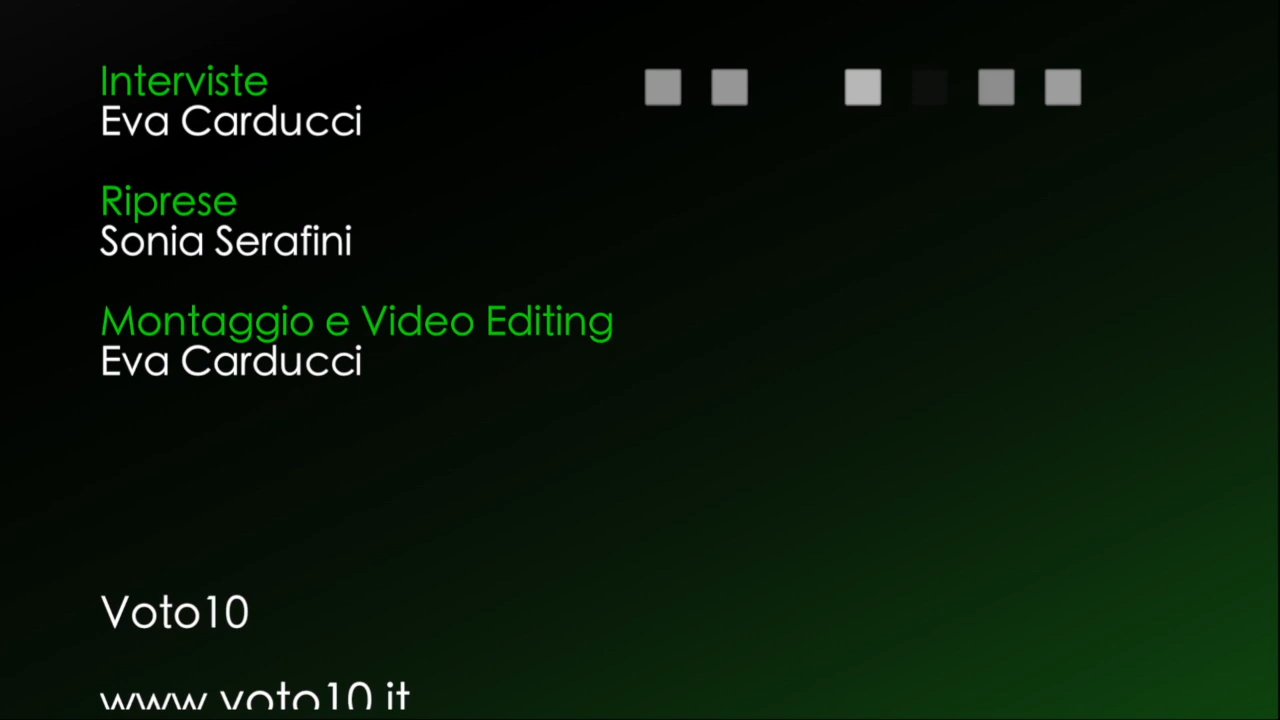 Interviste
Eva Carducci
Riprese
Sonia Serafini
Montaggio e Video Editing
Eva Carducci
Voto10
www.voto10.it